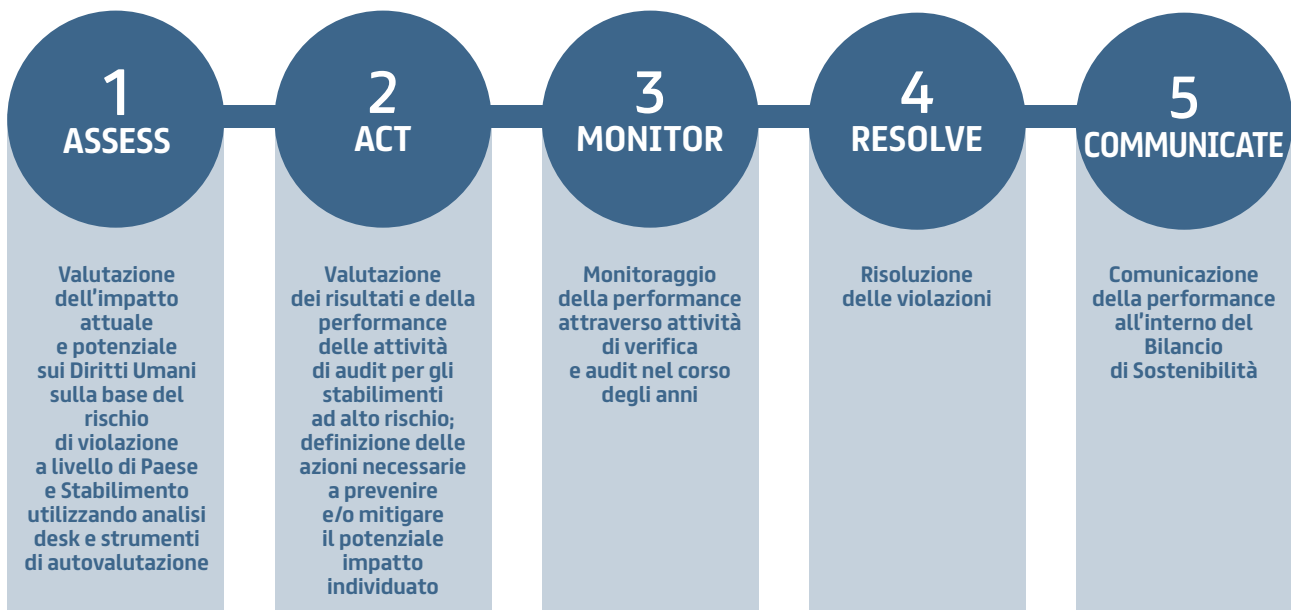 1
ASSESS
Valutazione
dell'impatto
attuale
e potenziale
sui Diritti Umani
sulla base del
rischio
di violazione
a livello di Paese
e Stabilimento
utilizzando analisi
desk e strumenti
di autovalutazione
2
ACT
Valutazione
dei risultati e della
performance
delle attività
di audit per gli
stabilimenti
ad alto rischio;
definizione delle
azioni necessarie
a prevenire
e/o mitigare
il potenziale
impatto
individuato
3
MONITOR
Monitoraggio
della performance
attraverso attività
di verifica
e audit nel corso
degli anni
4
RESOLVE
Risoluzione
delle violazioni
5
COMMUNICATE
Comunicazione
della performance
all'interno del
Bilancio
di Sostenibilità